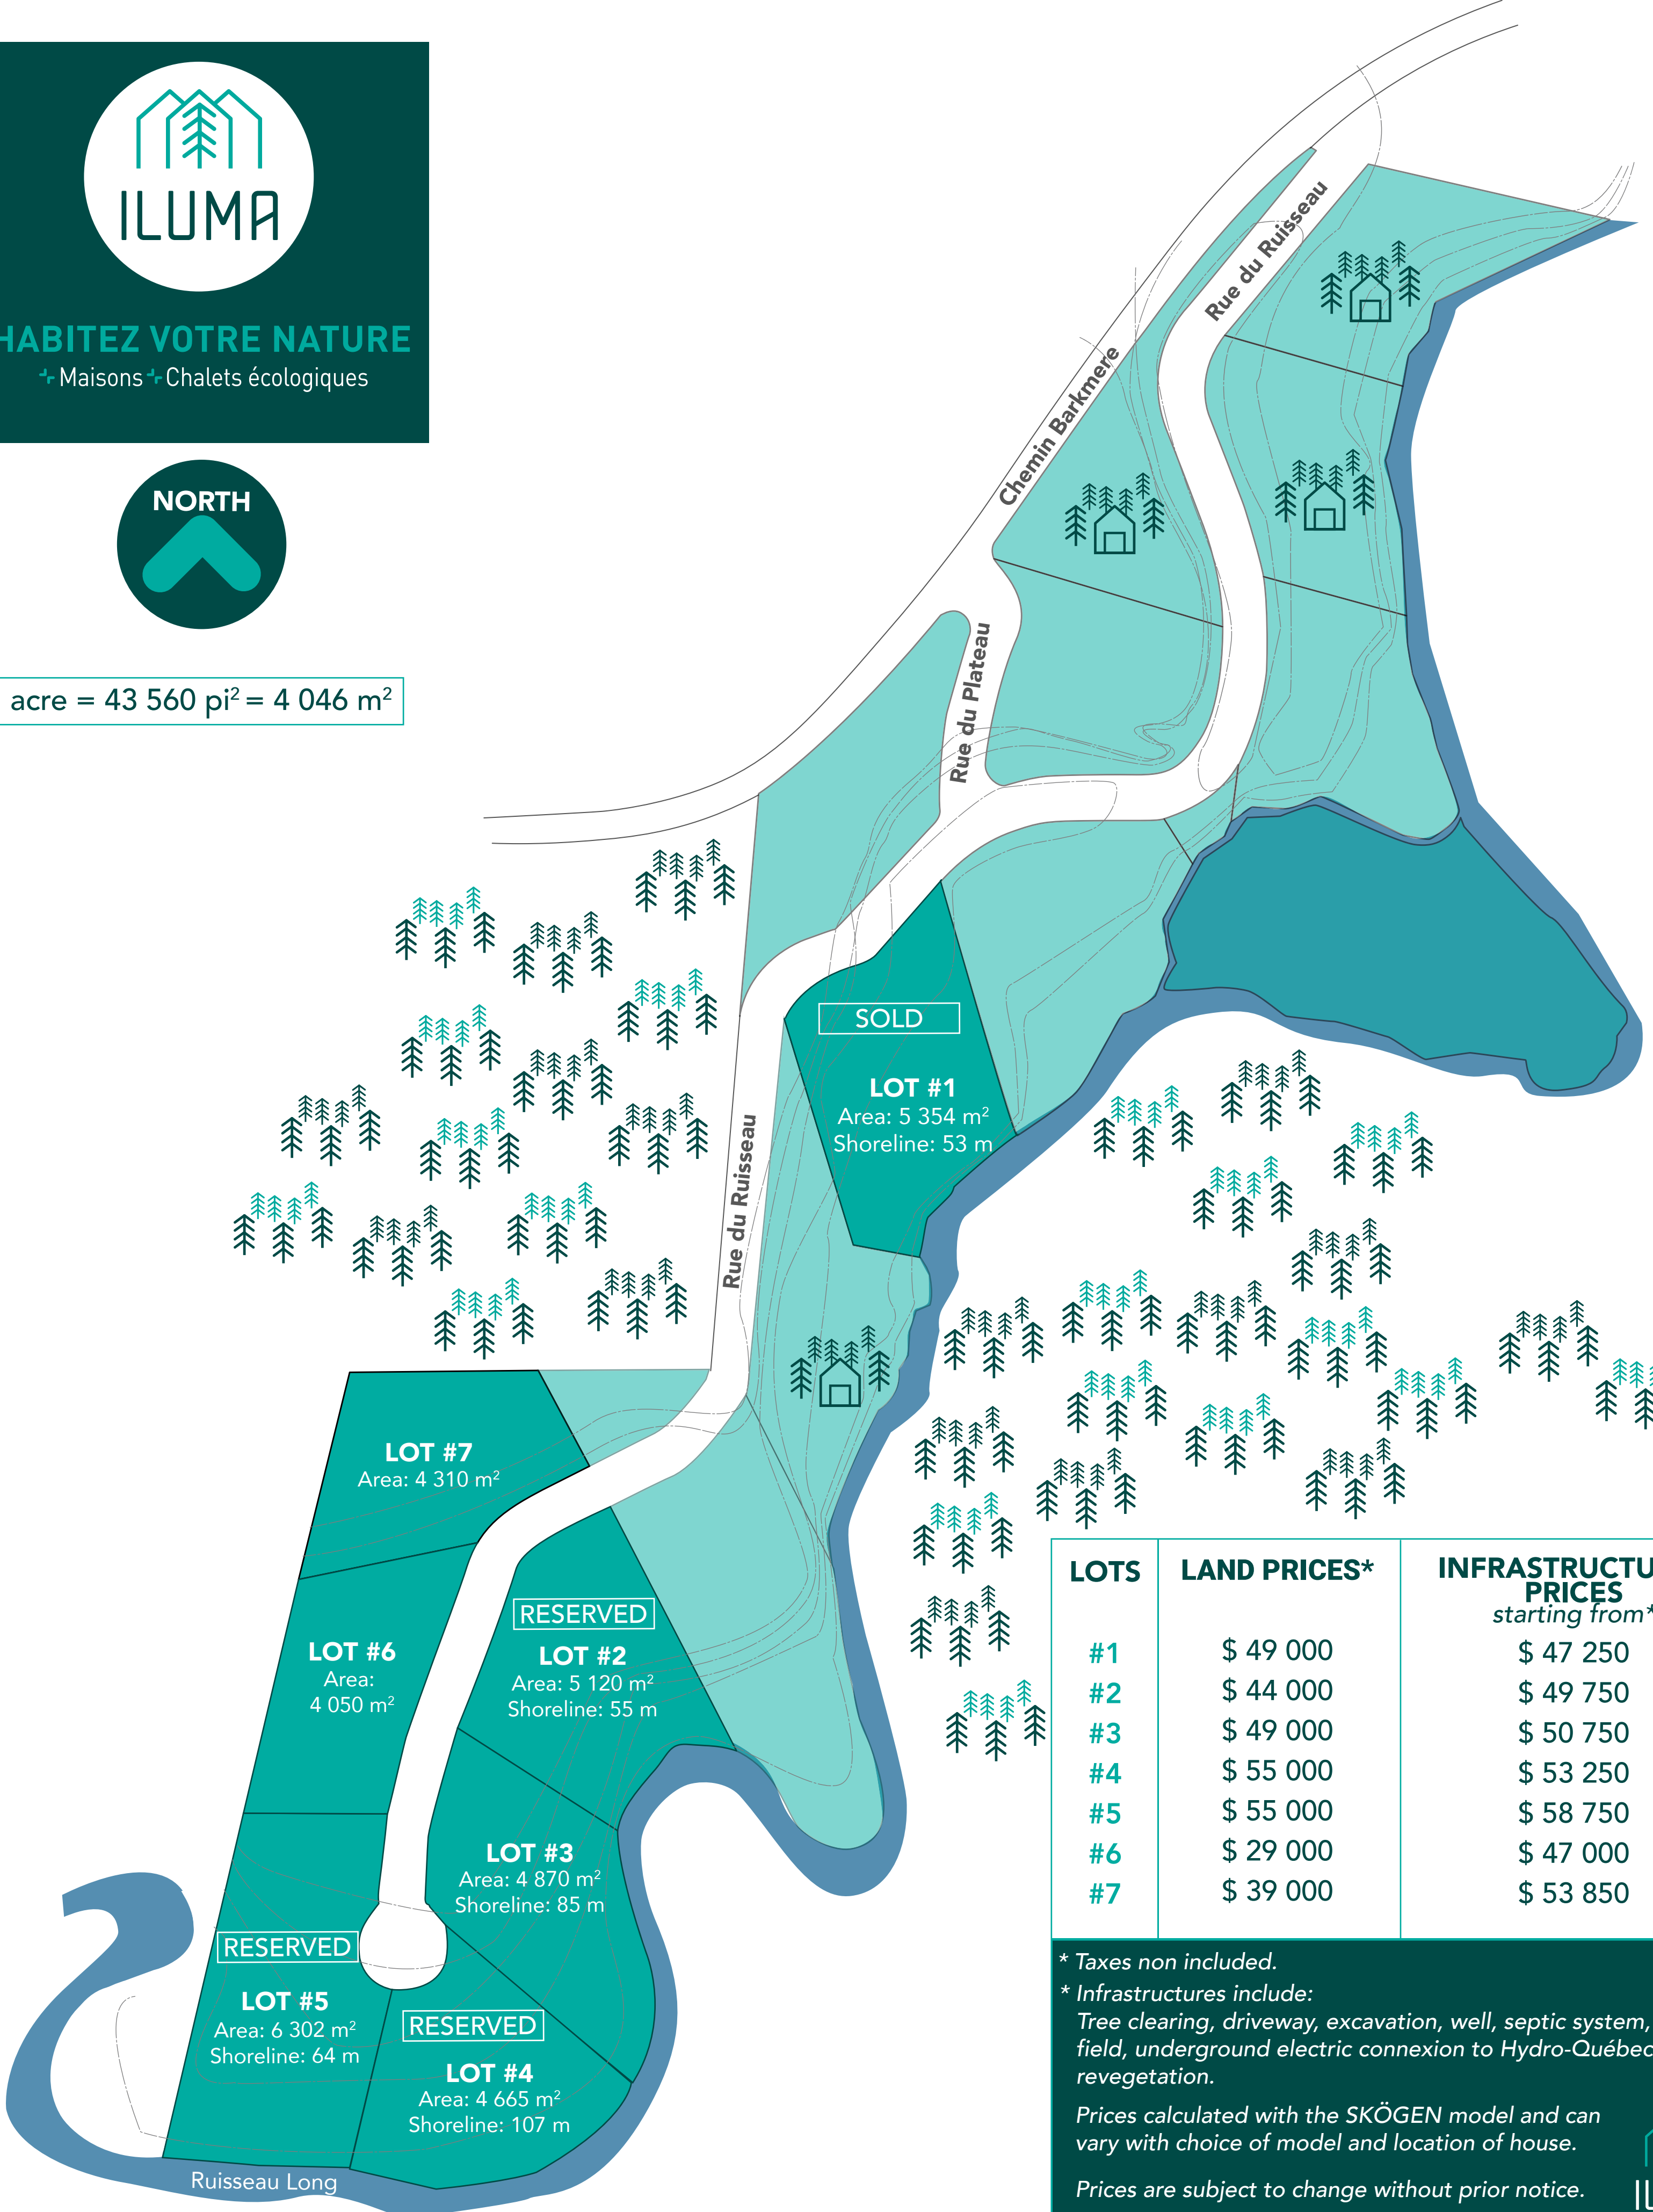 ILUMA
HABITEZ VOTRE NATURE
Maisons Chalets écologiques
NORTH
acre = 43 560 pi² = 4 046 m²
Rue du Ruisseau
Chemin Barkmere
Rue du Plateau
SOLD
LOT #1
Area: 5 354 m²
Shoreline: 53 m
Rue du Ruisseau
LOT #7
Area: 4 310 m²
RESERVED
LOT #2
Area: 5 120 m²
Shoreline: 55 m
LOT #6
Area:
4 050 m²
LOT #3
Area: 4 870 m²
Shoreline: 85 m
RESERVED
LOT #5
Area: 6 302 m²
Shoreline: 64 m
RESERVED
LOT #4
Area: 4 665 m²
Shoreline: 107 m
Ruisseau Long
LOTS LAND PRICES* INFRASTRUCTU
PRICES
starting from*
#1 $ 49 000 $ 47 250
#2 $ 44 000 $ 49 750
#3 $ 49 000 $ 50 750
#4 $ 55 000 $ 53 250
#5 $ 55 000 $ 58 750
#6 $ 29 000 $ 47 000
#7 $ 39 000 $ 53 850
* Taxes non included.
* Infrastructures include:
Tree clearing, driveway, excavation, well, septic system,
field, underground electric connexion to Hydro-Québec
revegetation.
Prices calculated with the SKÖGEN model and can
vary with choice of model and location of house.
Prices are subject to change without prior notice.